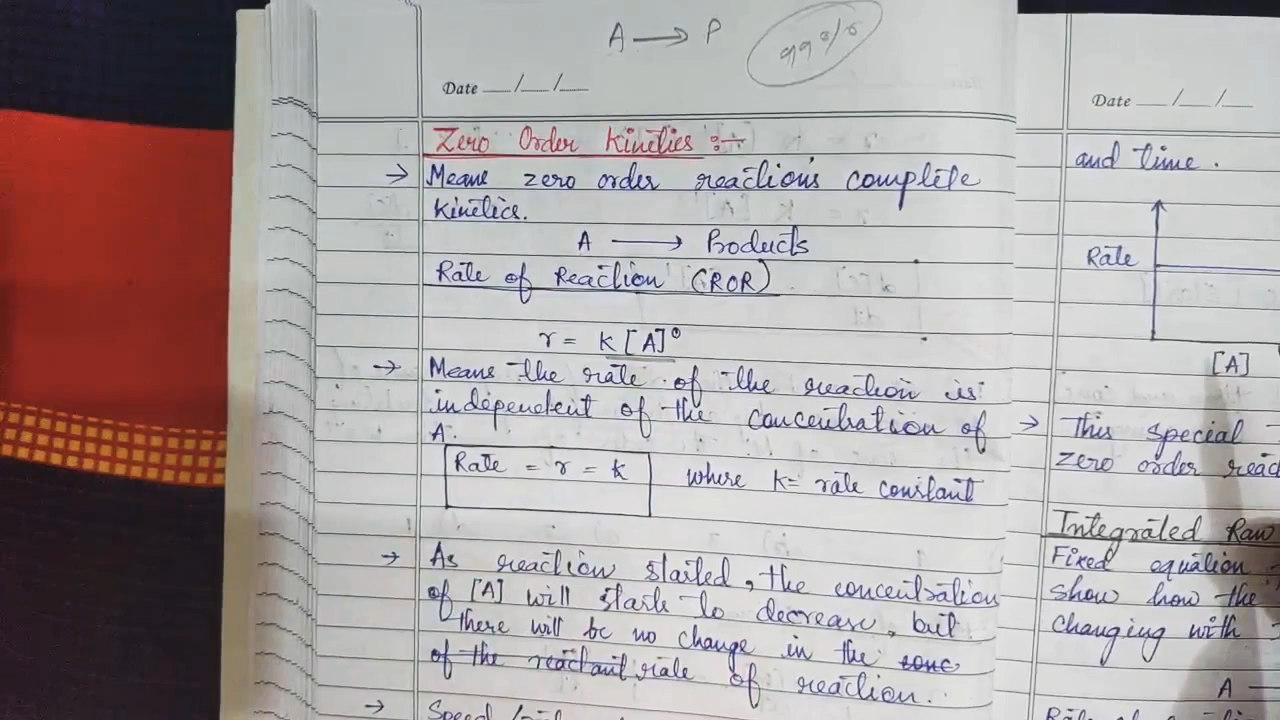 A → P 99%
Date __/__/__
Zero Order Kinetics :-
→ Means zero order reactions complete
kinetics.
A → Products
Rate of Reaction (ROR)
r = k [A]⁰
→ Means the rate of the reaction is
independent of the concentration of
A.
Rate = r = k where k = rate constant
→ As reaction started, the concentration
of [A] will start to decrease, but
there will be no change in the conc
of the reactant rate of reaction.
→ Speed
Date __/__/__
and time.
Rate
[A]
→ This special
zero order
Integrated Raw
Fixed equation
show how the
changing with
A